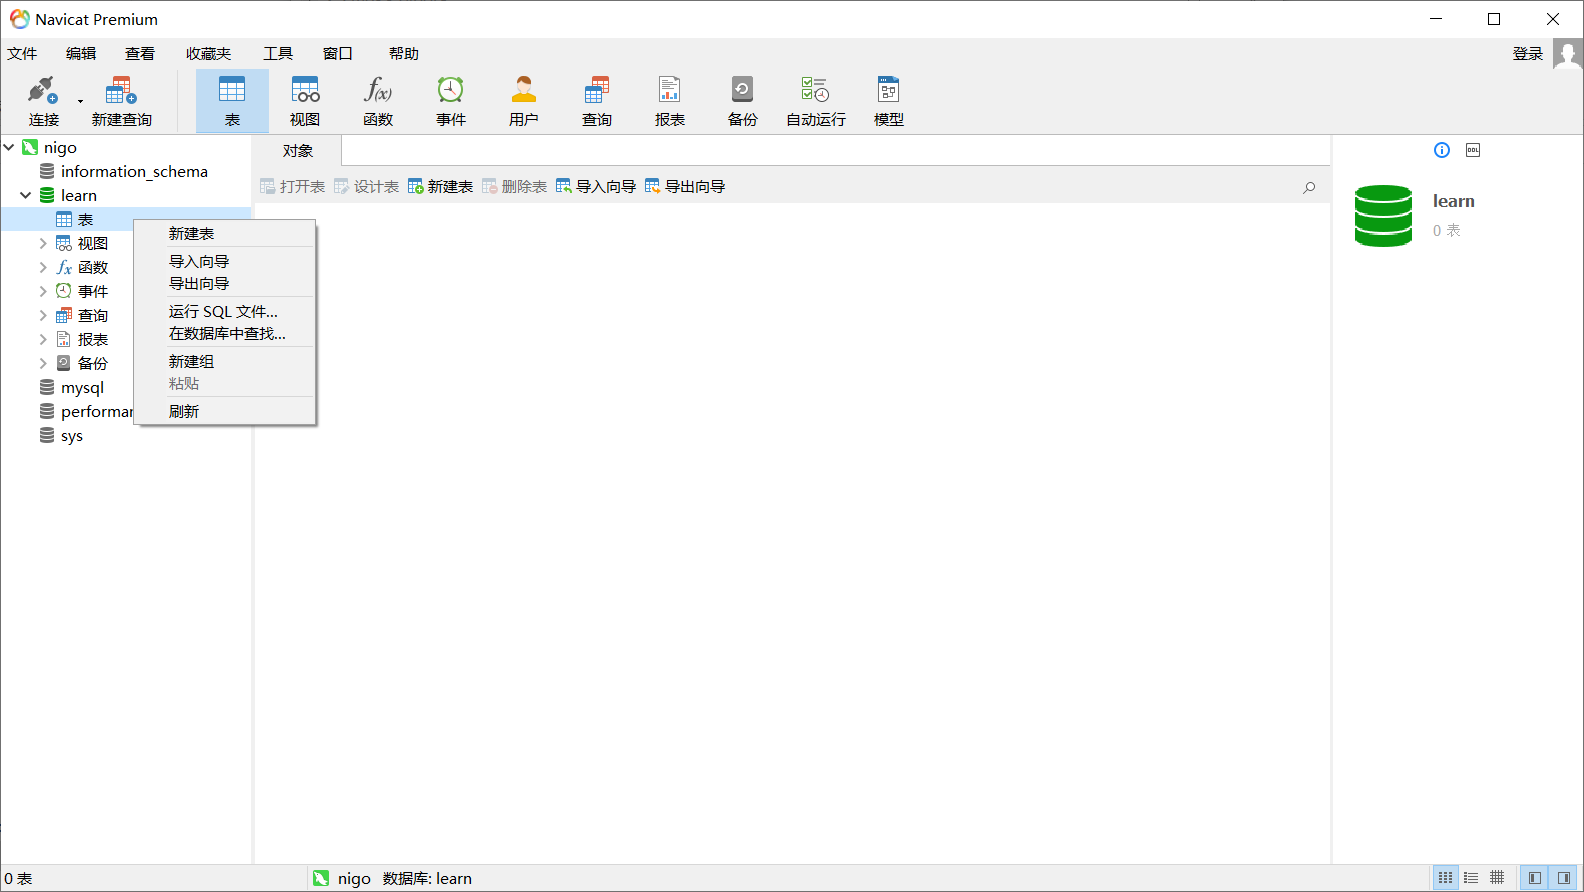 Navicat Premium
文件 编辑 查看 收藏夹 工具 窗口 帮助 登录
连接 新建查询 表 视图 函数 事件 用户 查询 报表 备份 自动运行 模型
nigo
information_schema
learn
表
视图
函数
事件
查询
报表
备份
mysql
performan
sys
新建表
导入向导
导出向导
运行 SQL 文件...
在数据库中查找...
新建组
粘贴
刷新
对象
打开表 设计表 新建表 删除表 导入向导 导出向导
DDL
learn
0 表
0 表 nigo 数据库: learn